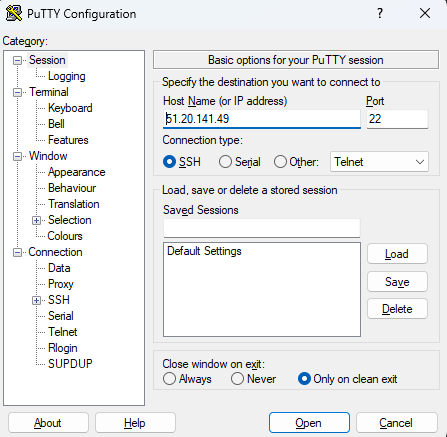 PuTTY Configuration
Category:
Session
Logging
Terminal
Keyboard
Bell
Features
Window
Appearance
Behaviour
Translation
Selection
Colours
Connection
Data
Proxy
SSH
Serial
Telnet
Rlogin
SUPDUP
Basic options for your PuTTY session
Specify the destination you want to connect to
Host Name (or IP address) Port
51.20.141.49 22
Connection type:
SSH Serial Other: Telnet
Load, save or delete a stored session
Saved Sessions
Default Settings
Load
Save
Delete
Close window on exit:
Always Never Only on clean exit
About Help Open Cancel